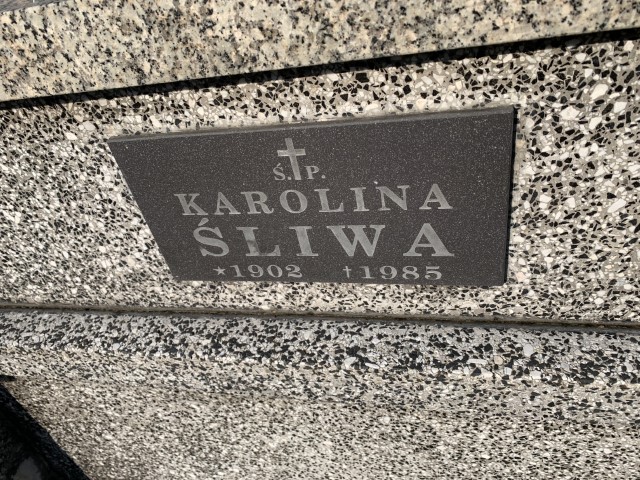 Ś.†P.
KAROLINA
ŚLIWA
*1902 †1985